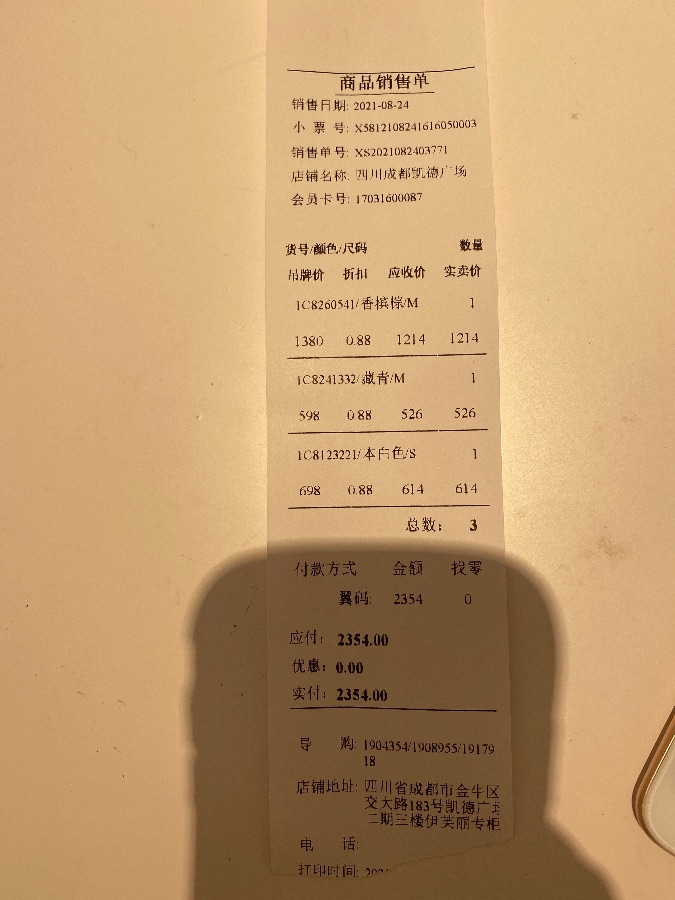 商品销售单
销售日期: 2021-08-24
小 票 号: X5812108241616050003
销售单号: XS2021082403771
店铺名称: 四川成都凯德广场
会员卡号: 17031600087
货号/颜色/尺码 数量
吊牌价 折扣 应收价 实卖价
1C8260541/香槟棕/M 1
1380 0.88 1214 1214
1C8241332/藏青/M 1
598 0.88 526 526
1C8123221/本白色/S 1
698 0.88 614 614
总数: 3
付款方式 金额 找零
翼码: 2354 0
应付: 2354.00
优惠: 0.00
实付: 2354.00
导 购: 1904354/1908955/19179
18
店铺地址: 四川省成都市金牛区
交大路183号凯德广场
二期三楼伊芙丽专柜
电 话:
打印时间: